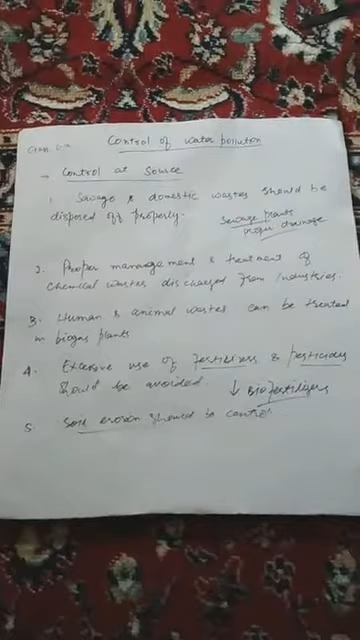 Control of water pollution
→ Control at Source
1. Sewage & domestic wastes should be
disposed off properly.
Sewage plants
proper drainage
2. Proper management & treatment of
chemical wastes discharged from industries.
3. Human & animal wastes can be treated
in biogas plants
4. Excessive use of fertilizers & pesticides
should be avoided.
↓ Biofertilizers
5. Soil erosion should be control